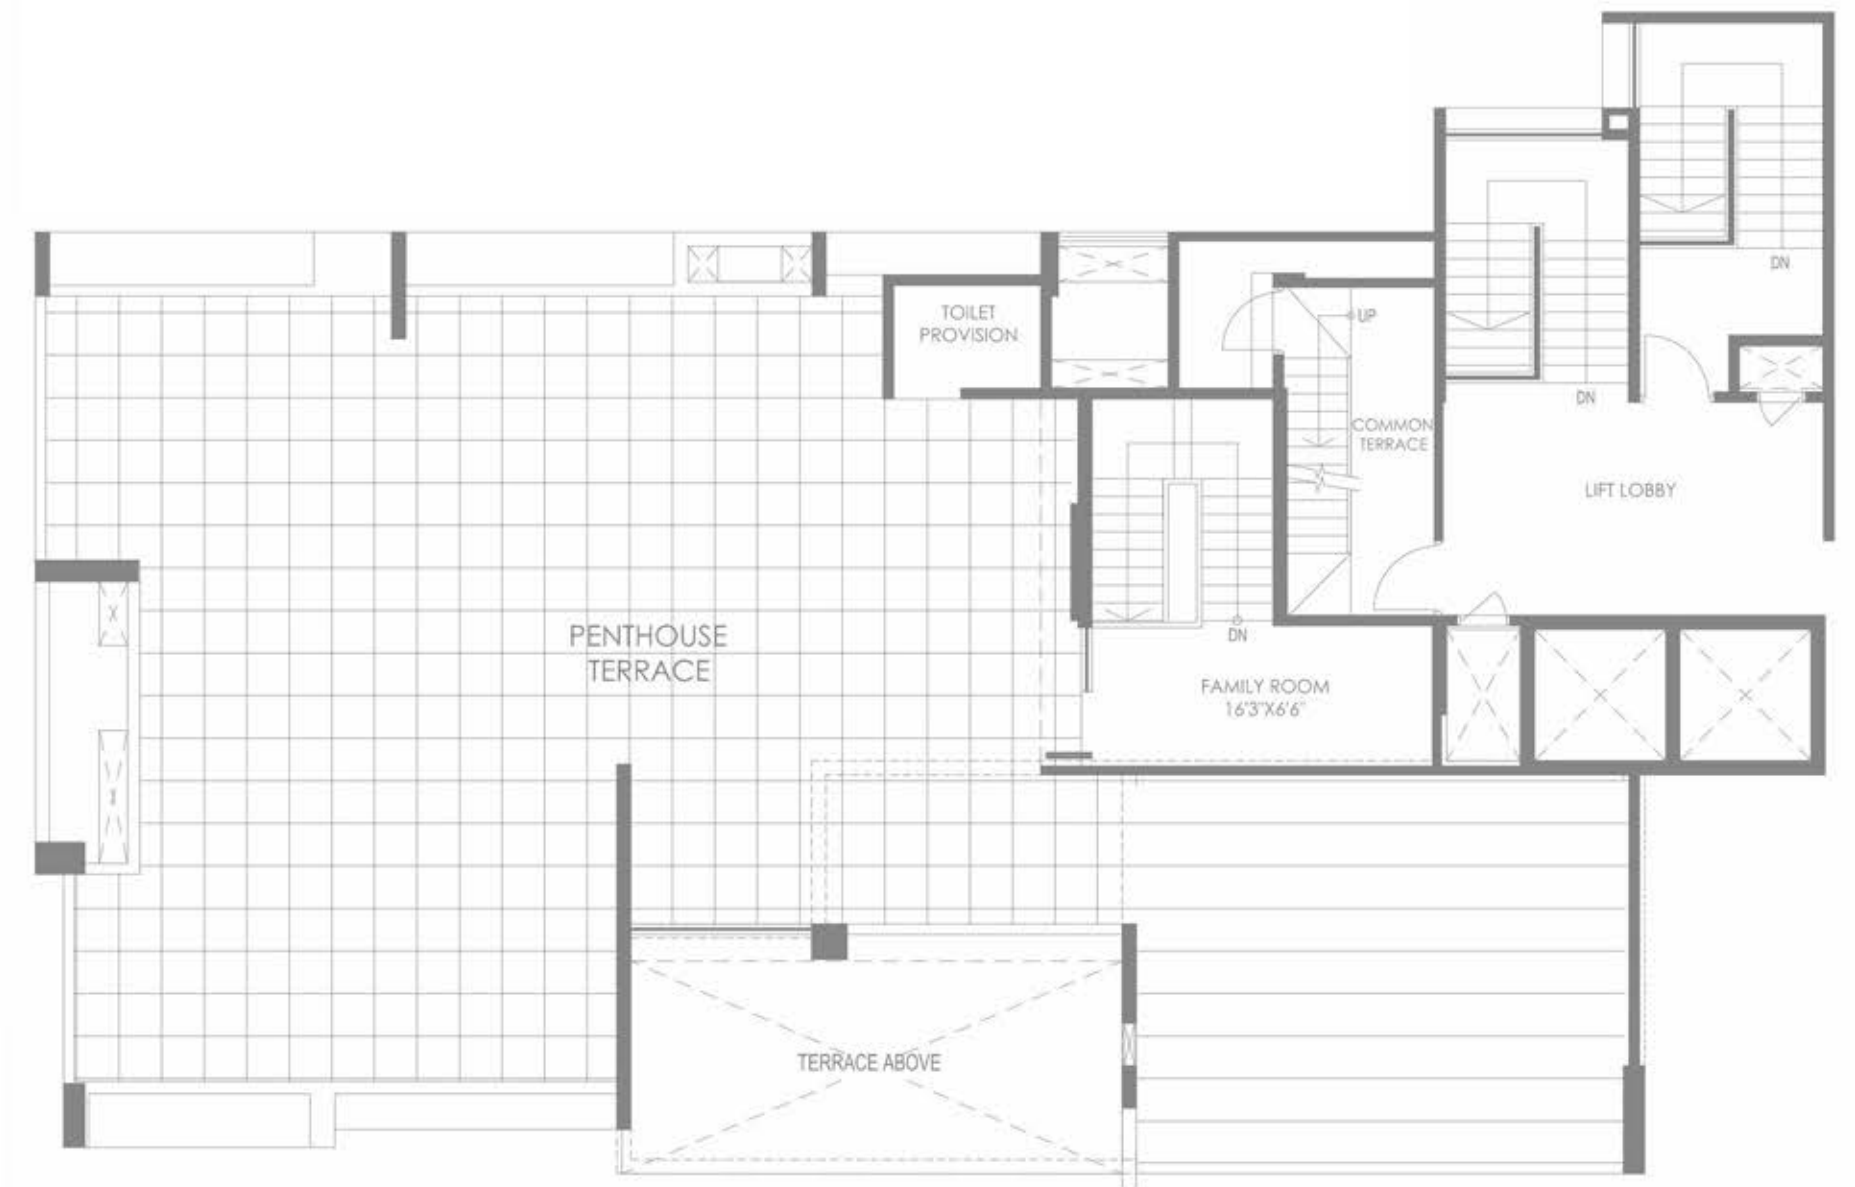 DN
TOILET
PROVISION
UP
DN
COMMON
TERRACE
LIFT LOBBY
PENTHOUSE
TERRACE
DN
FAMILY ROOM
16'3"X6'6"
TERRACE ABOVE